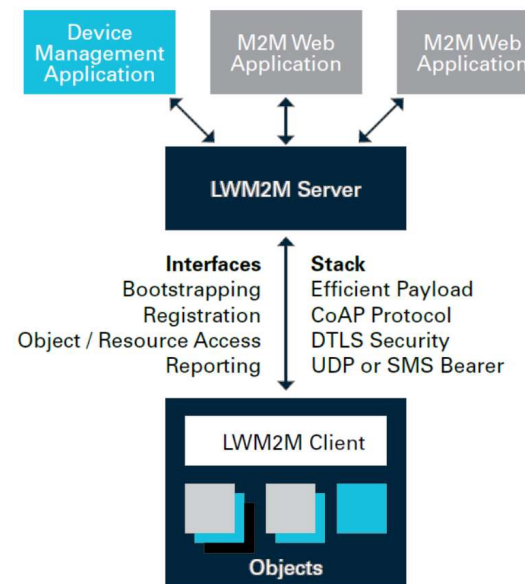 Device
Management
Application
M2M Web
Application
M2M Web
Application
LWM2M Server
Interfaces
Bootstrapping
Registration
Object / Resource Access
Reporting
Stack
Efficient Payload
CoAP Protocol
DTLS Security
UDP or SMS Bearer
LWM2M Client
Objects